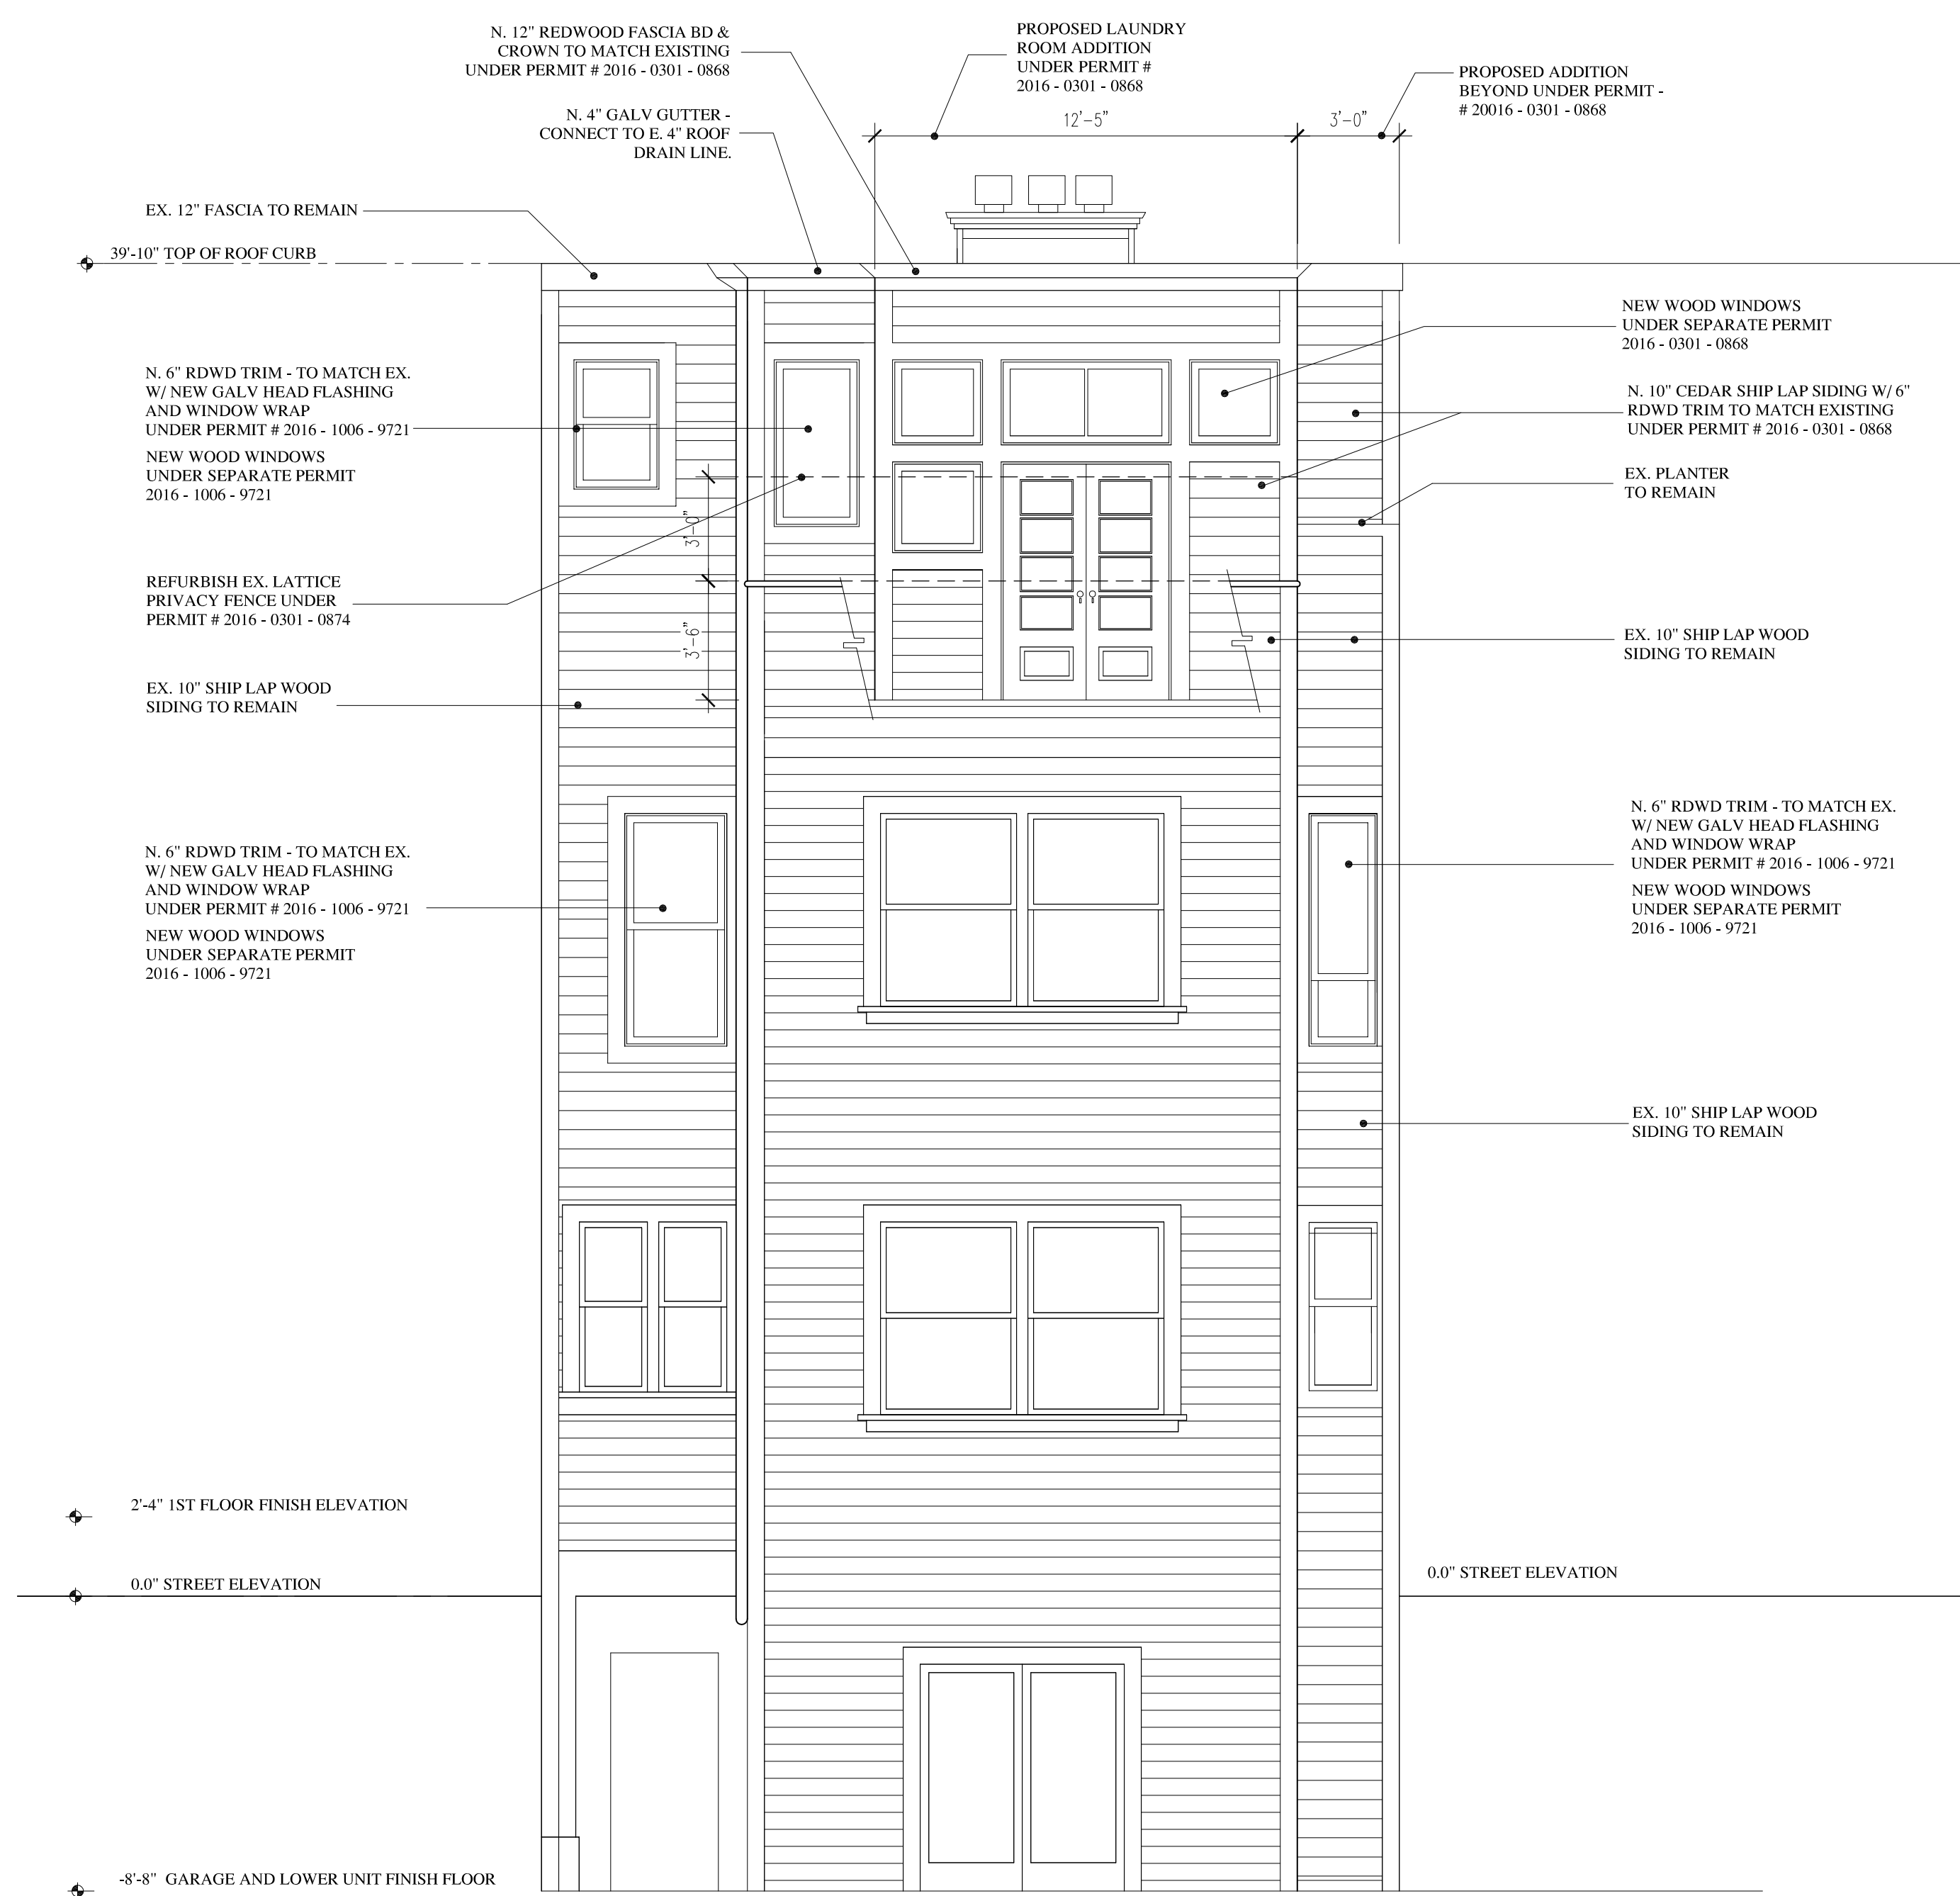 N. 12" REDWOOD FASCIA BD &
CROWN TO MATCH EXISTING
UNDER PERMIT # 2016 - 0301 - 0868
PROPOSED LAUNDRY
ROOM ADDITION
UNDER PERMIT #
2016 - 0301 - 0868
PROPOSED ADDITION
BEYOND UNDER PERMIT -
# 20016 - 0301 - 0868
N. 4" GALV GUTTER -
CONNECT TO E. 4" ROOF
DRAIN LINE.
12'-5"
3'-0"
EX. 12" FASCIA TO REMAIN
39'-10" TOP OF ROOF CURB
NEW WOOD WINDOWS
UNDER SEPARATE PERMIT
2016 - 0301 - 0868
N. 6" RDWD TRIM - TO MATCH EX.
W/ NEW GALV HEAD FLASHING
AND WINDOW WRAP
UNDER PERMIT # 2016 - 1006 - 9721
NEW WOOD WINDOWS
UNDER SEPARATE PERMIT
2016 - 1006 - 9721
N. 10" CEDAR SHIP LAP SIDING W/ 6"
RDWD TRIM TO MATCH EXISTING
UNDER PERMIT # 2016 - 0301 - 0868
EX. PLANTER
TO REMAIN
3'-0"
REFURBISH EX. LATTICE
PRIVACY FENCE UNDER
PERMIT # 2016 - 0301 - 0874
3'-6"
EX. 10" SHIP LAP WOOD
SIDING TO REMAIN
EX. 10" SHIP LAP WOOD
SIDING TO REMAIN
N. 6" RDWD TRIM - TO MATCH EX.
W/ NEW GALV HEAD FLASHING
AND WINDOW WRAP
UNDER PERMIT # 2016 - 1006 - 9721
NEW WOOD WINDOWS
UNDER SEPARATE PERMIT
2016 - 1006 - 9721
N. 6" RDWD TRIM - TO MATCH EX.
W/ NEW GALV HEAD FLASHING
AND WINDOW WRAP
UNDER PERMIT # 2016 - 1006 - 9721
NEW WOOD WINDOWS
UNDER SEPARATE PERMIT
2016 - 1006 - 9721
EX. 10" SHIP LAP WOOD
SIDING TO REMAIN
2'-4" 1ST FLOOR FINISH ELEVATION
0.0" STREET ELEVATION
0.0" STREET ELEVATION
-8'-8" GARAGE AND LOWER UNIT FINISH FLOOR